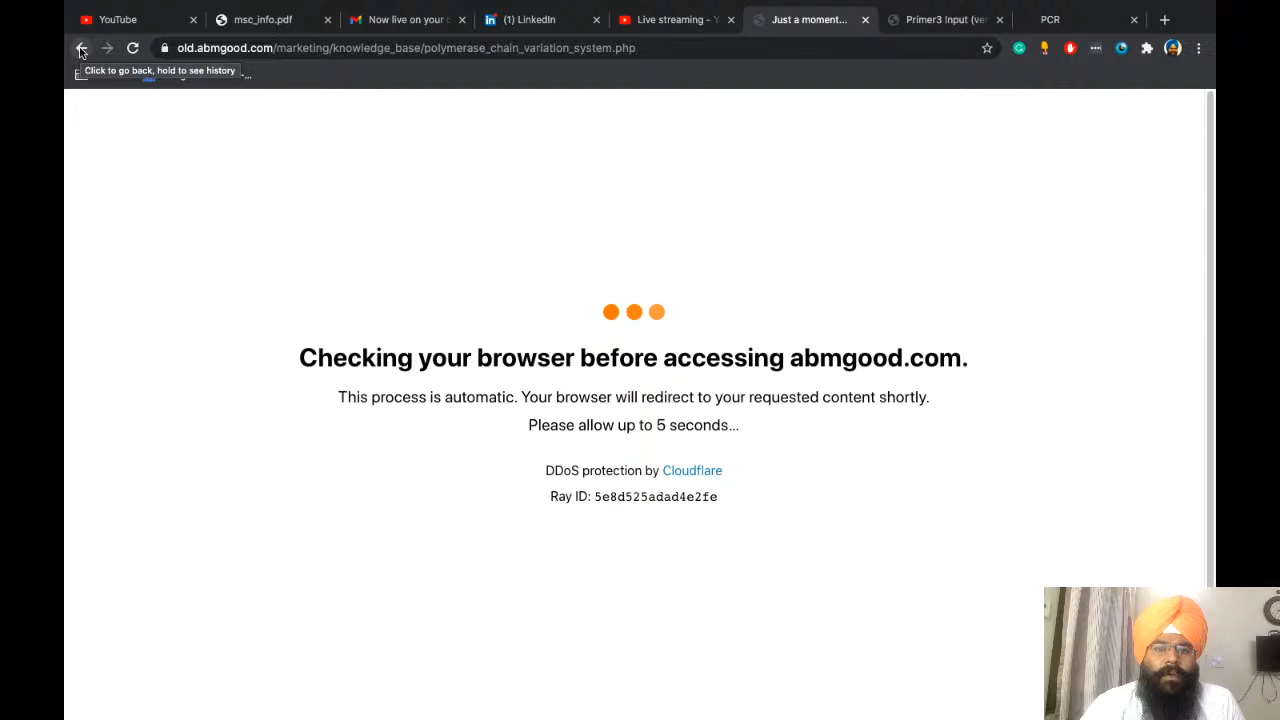 YouTube
msc_info.pdf
Now live on your c
(1) LinkedIn
Live streaming - Y
Just a moment...
Primer3 Input (ver
PCR
old.abmgood.com/marketing/knowledge_base/polymerase_chain_variation_system.php
Click to go back, hold to see history
Checking your browser before accessing abmgood.com.
This process is automatic. Your browser will redirect to your requested content shortly.
Please allow up to 5 seconds...
DDoS protection by Cloudflare
Ray ID: 5e8d525adad4e2fe